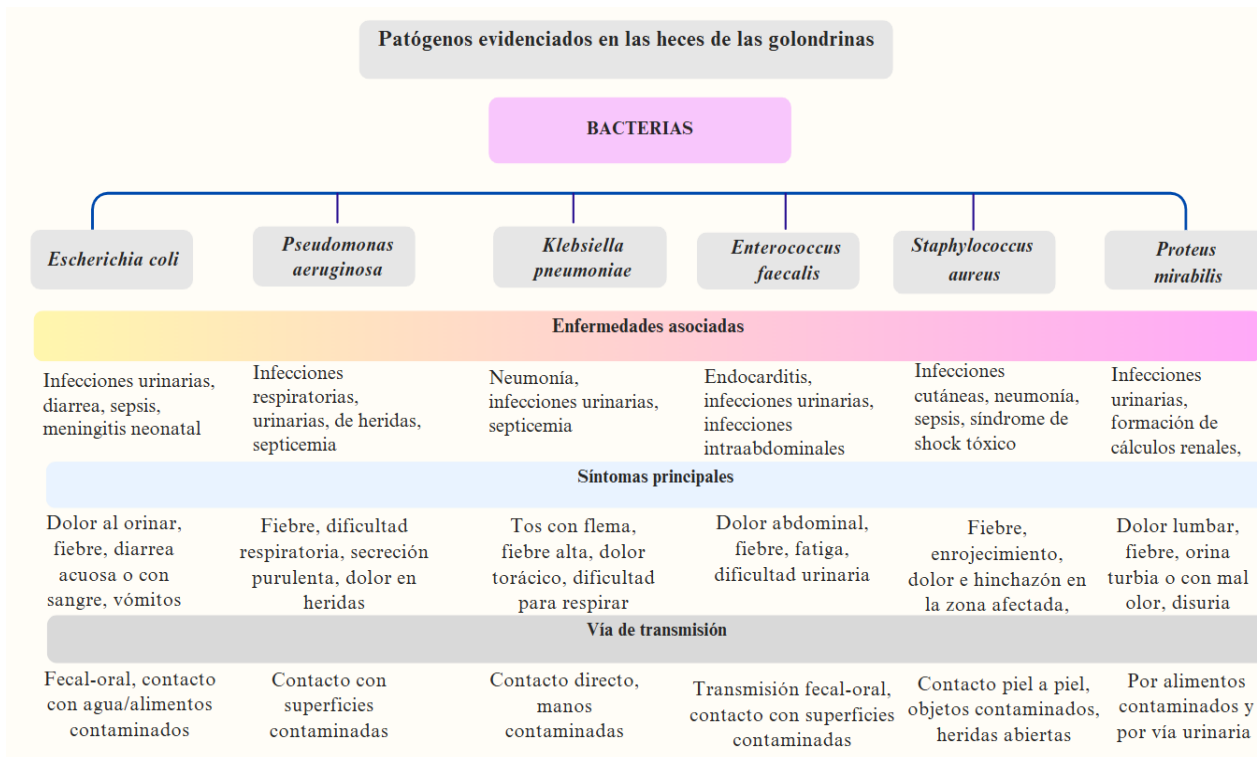 Patógenos evidenciados en las heces de las golondrinas
BACTERIAS
Escherichia coli
Pseudomonas
aeruginosa
Klebsiella
pneumoniae
Enterococcus
faecalis
Staphylococcus
aureus
Proteus
mirabilis
Enfermedades asociadas
Infecciones urinarias,
diarrea, sepsis,
meningitis neonatal
Infecciones
respiratorias,
urinarias, de heridas,
septicemia
Neumonía,
infecciones urinarias,
septicemia
Endocarditis,
infecciones urinarias,
infecciones
intraabdominales
Infecciones
cutáneas, neumonía,
sepsis, síndrome de
shock tóxico
Infecciones
urinarias,
formación de
cálculos renales,
Síntomas principales
Dolor al orinar,
fiebre, diarrea
acuosa o con
sangre, vómitos
Fiebre, dificultad
respiratoria, secreción
purulenta, dolor en
heridas
Tos con flema,
fiebre alta, dolor
torácico, dificultad
para respirar
Dolor abdominal,
fiebre, fatiga,
dificultad urinaria
Fiebre,
enrojecimiento,
dolor e hinchazón en
la zona afectada,
Dolor lumbar,
fiebre, orina
turbia o con mal
olor, disuria
Vía de transmisión
Fecal-oral, contacto
con agua/alimentos
contaminados
Contacto con
superficies
contaminadas
Contacto directo,
manos
contaminadas
Transmisión fecal-oral,
contacto con superficies
contaminadas
Contacto piel a piel,
objetos contaminados,
heridas abiertas
Por alimentos
contaminados y
por vía urinaria